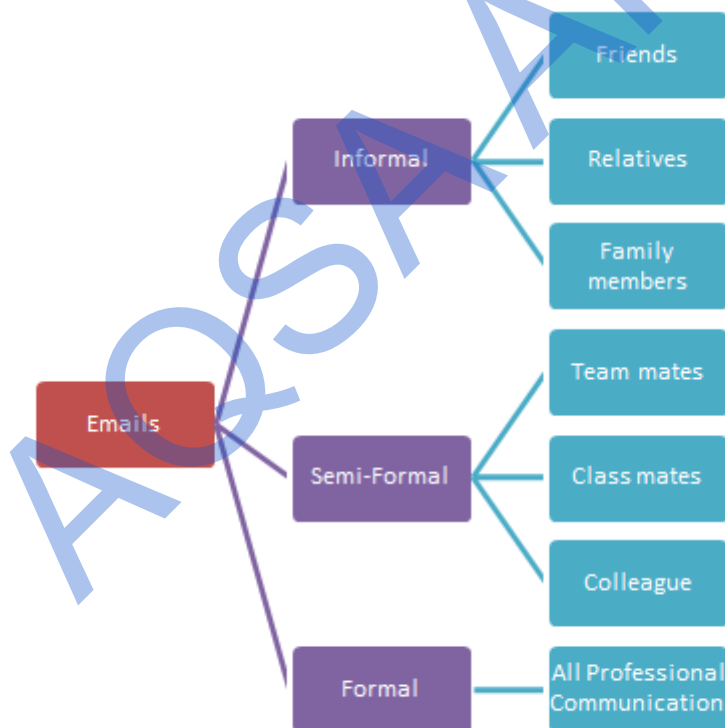 Friends
Informal
Relatives
Family
members
Emails
Team mates
Semi-Formal
Class mates
Colleague
Formal
All Professional
Communication
AQSA